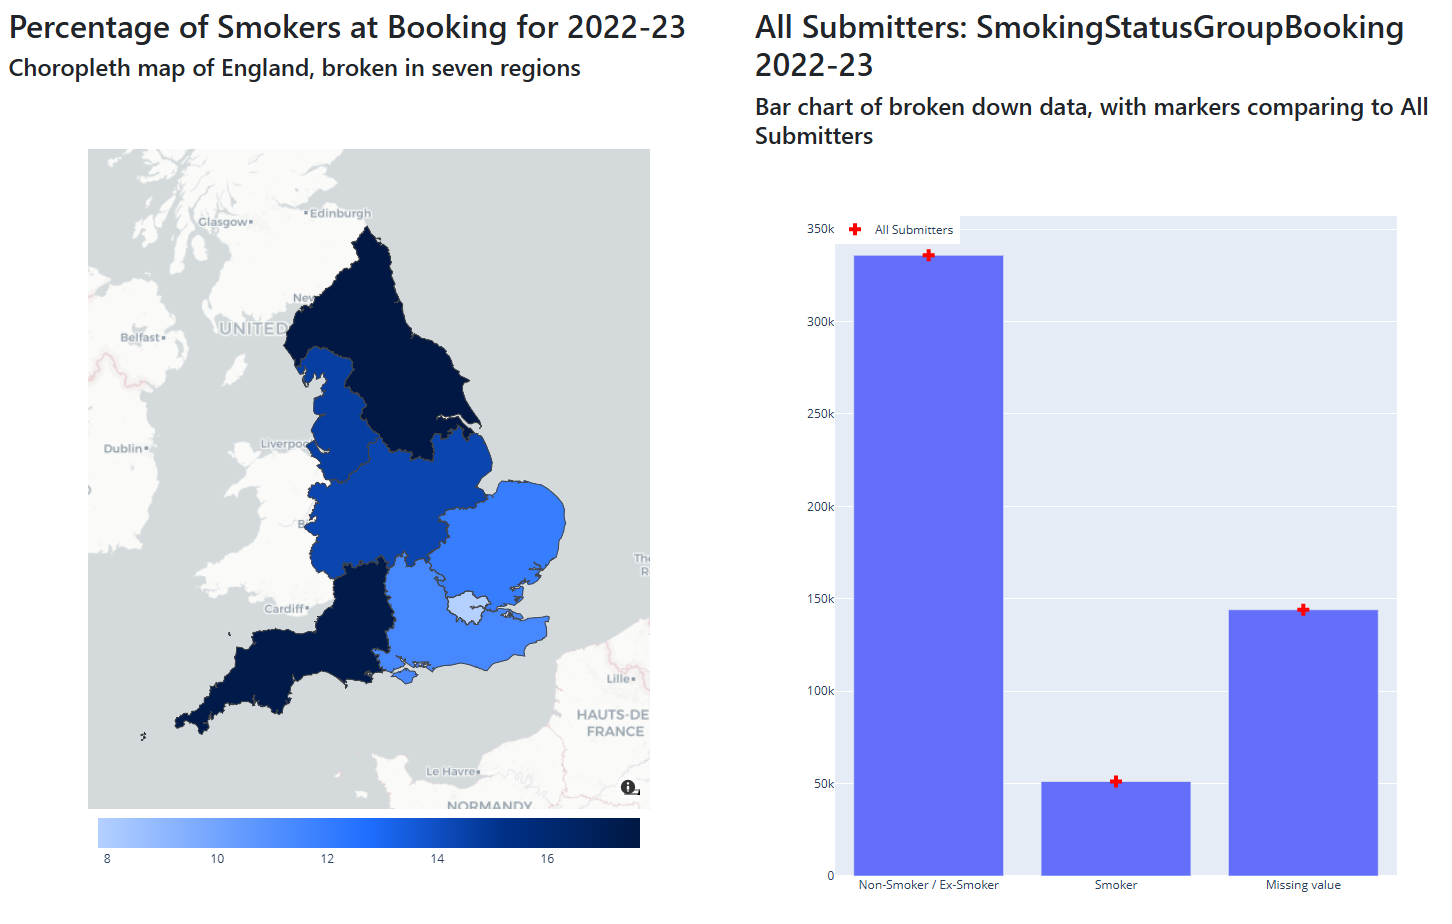 Percentage of Smokers at Booking for 2022-23
Choropleth map of England, broken in seven regions
Glasgow
Edinburgh
UNITED
Belfast
Dublin
Cardiff
Lille
HAUTS-DE
FRANCE
Le Havre
NORMANDY
8
10
12
14
16
All Submitters: SmokingStatusGroupBooking
2022-23
Bar chart of broken down data, with markers comparing to All
Submitters
All Submitters
350k
300k
250k
200k
150k
100k
50k
0
Non-Smoker / Ex-Smoker
Smoker
Missing value